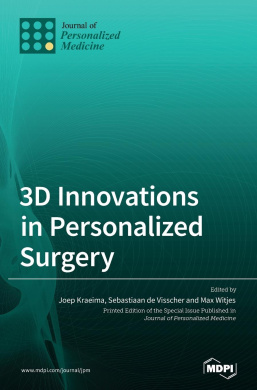 Journal of
Personalized
Medicine
3D Innovations
in Personalized
Surgery
Edited by
Joep Kraeima, Sebastiaan de Visscher and Max Witjes
Printed Edition of the Special Issue Published in
Journal of Personalized Medicine
www.mdpi.com/journal/jpm
MDPI